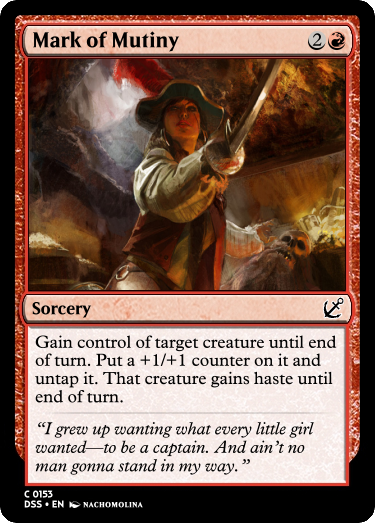 Mark of Mutiny 2
Sorcery
Gain control of target creature until end
of turn. Put a +1/+1 counter on it and
untap it. That creature gains haste until
end of turn.
“I grew up wanting what every little girl
wanted—to be a captain. And ain’t no
man gonna stand in my way.”
C 0153
DSS • EN NACHOMOLINA